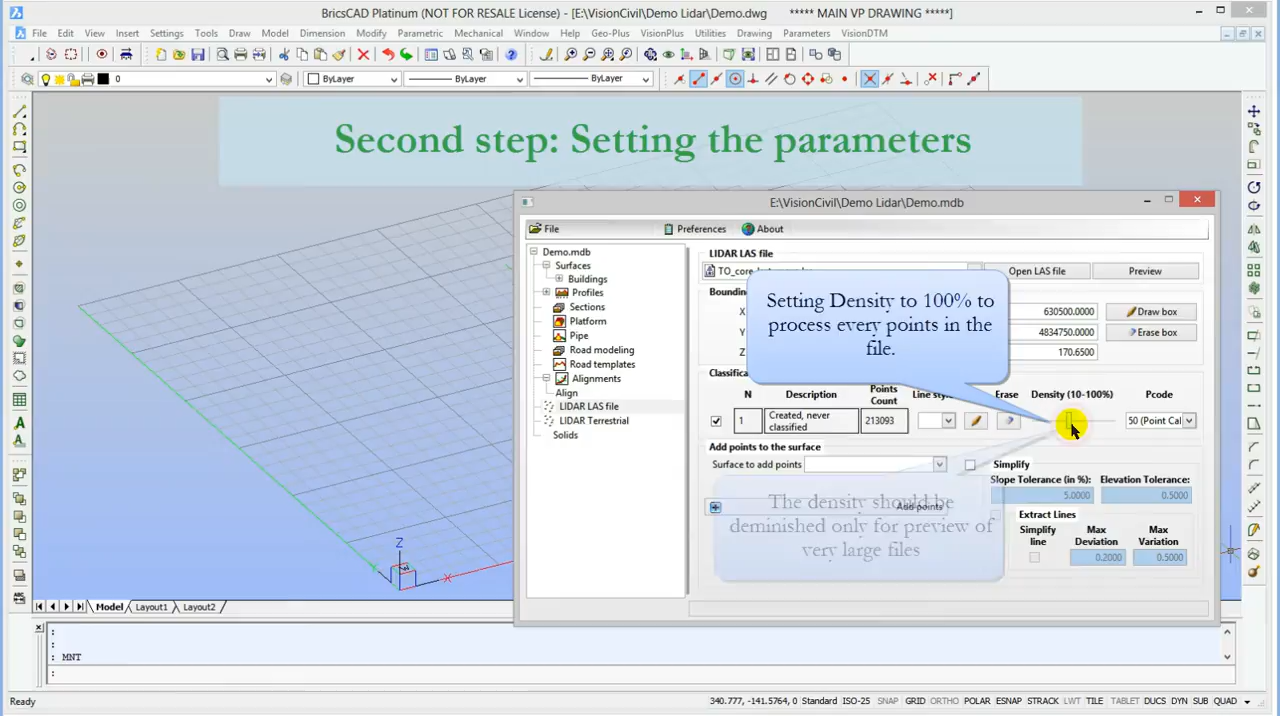 BricsCAD Platinum (NOT FOR RESALE License) - [E:\VisionCivil\Demo Lidar\Demo.dwg ***** MAIN VP DRAWING *****]
File Edit View Insert Settings Tools Draw Model Dimension Modify Parametric Mechanical Window Help Geo-Plus VisionPlus Utilities Drawing Parameters VisionDTM
0 ByLayer ByLayer ByLayer
Second step: Setting the parameters
E:\VisionCivil\Demo Lidar\Demo.mdb
File Preferences About
Demo.mdb
Surfaces
Buildings
Profiles
Sections
Platform
Pipe
Road modeling
Road templates
Alignments
Align
LIDAR LAS file
LIDAR Terrestrial
Solids
LIDAR LAS file
Open LAS file Preview
X 630500.0000 Draw box
Y 4834750.0000 Erase box
Z 170.6500
Setting Density to 100% to
process every points in the
file.
N Description Points
Count Erase Density (10-100%) Pcode
1 Created, never
classified 213093 50 (Point Cal
Add points to the surface
Surface to add points Simplify
Slope Tolerance (in %): Elevation Tolerance:
5.0000 0.5000
Add points
The density should be
deminished only for preview of
very large files
Extract Lines
Simplify
line Max
Deviation Max
Variation
0.2000 0.5000
Z
X
Model Layout1 Layout2
:
:
: MNT
:
Ready 340.777, -141.5764, 0 Standard ISO-25 SNAP GRID ORTHO POLAR ESNAP STRACK LWT TILE TABLET DUCS DYN SUB QUAD